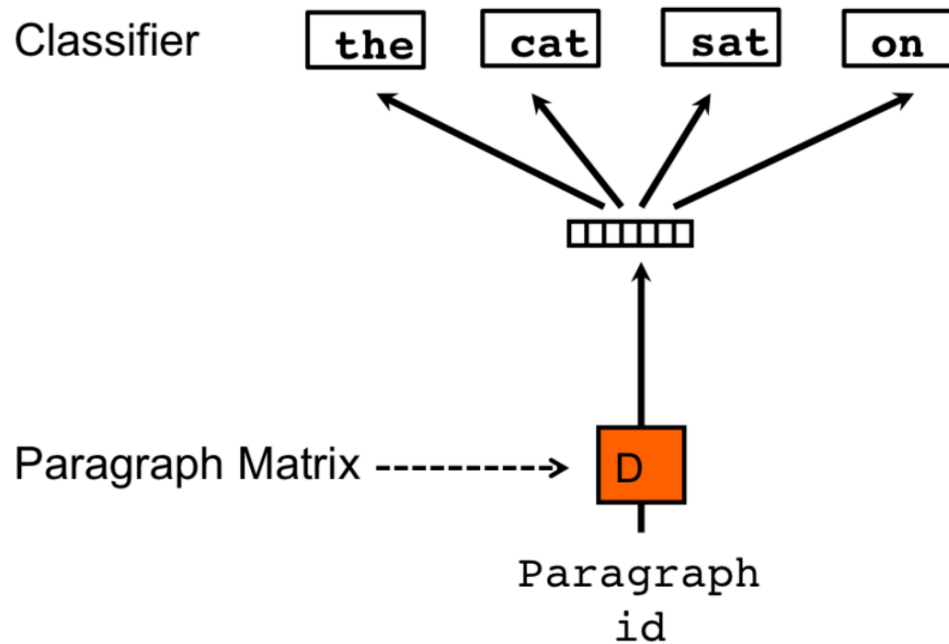 Classifier the cat sat on
Paragraph Matrix D
Paragraph
id